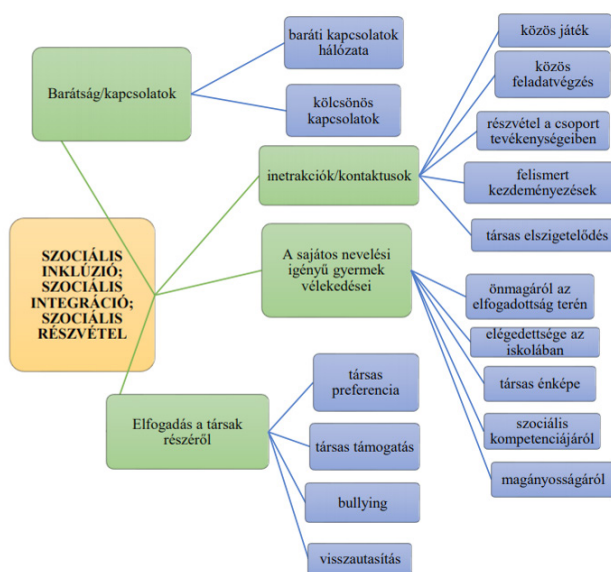 SZOCIÁLIS
INKLÚZIÓ;
SZOCIÁLIS
INTEGRÁCIÓ;
SZOCIÁLIS
RÉSZVÉTEL
Barátság/kapcsolatok
baráti kapcsolatok
hálózata
kölcsönös
kapcsolatok
inetrakciók/kontaktusok
közös játék
közös
feladatvégzés
részvétel a csoport
tevékenységeiben
felismert
kezdeményezések
társas elszigetelődés
A sajátos nevelési
igényű gyermek
vélekedései
önmagáról az
elfogadottság terén
elégedettsége az
iskolában
társas énképe
szociális
kompetenciájáról
magányosságáról
Elfogadás a társak
részéről
társas
preferencia
társas támogatás
bullying
visszautasítás